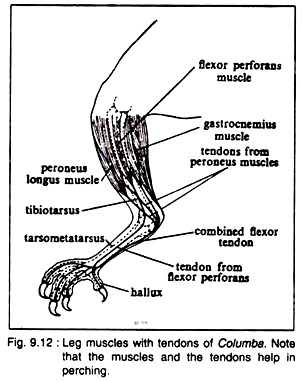 flexor perforans
muscle
gastrocnemius
muscle
tendons from
peroneus muscles
peroneus
longus muscle
tibiotarsus
tarsometatarsus
combined flexor
tendon
tendon from
flexor perforans
hallux
Fig. 9.12 : Leg muscles with tendons of Columba. Note
that the muscles and the tendons help in
perching.